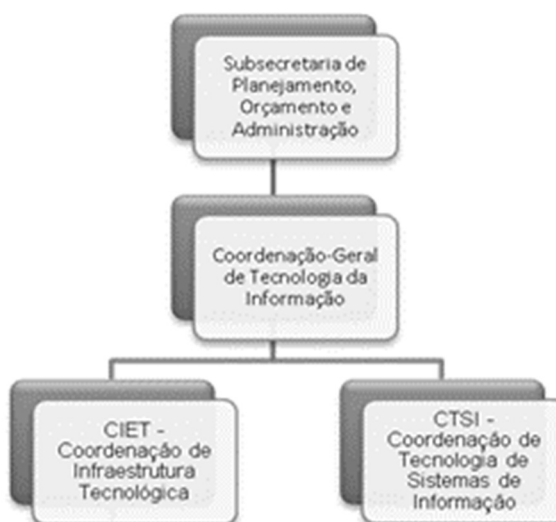 Subsecretaria de
Planejamento,
Orçamento e
Administração
Coordenação-Geral
de Tecnologia da
Informação
CIET -
Coordenação de
Infraestrutura
Tecnológica
CTSI -
Coordenação de
Tecnologia de
Sistemas de
Informação